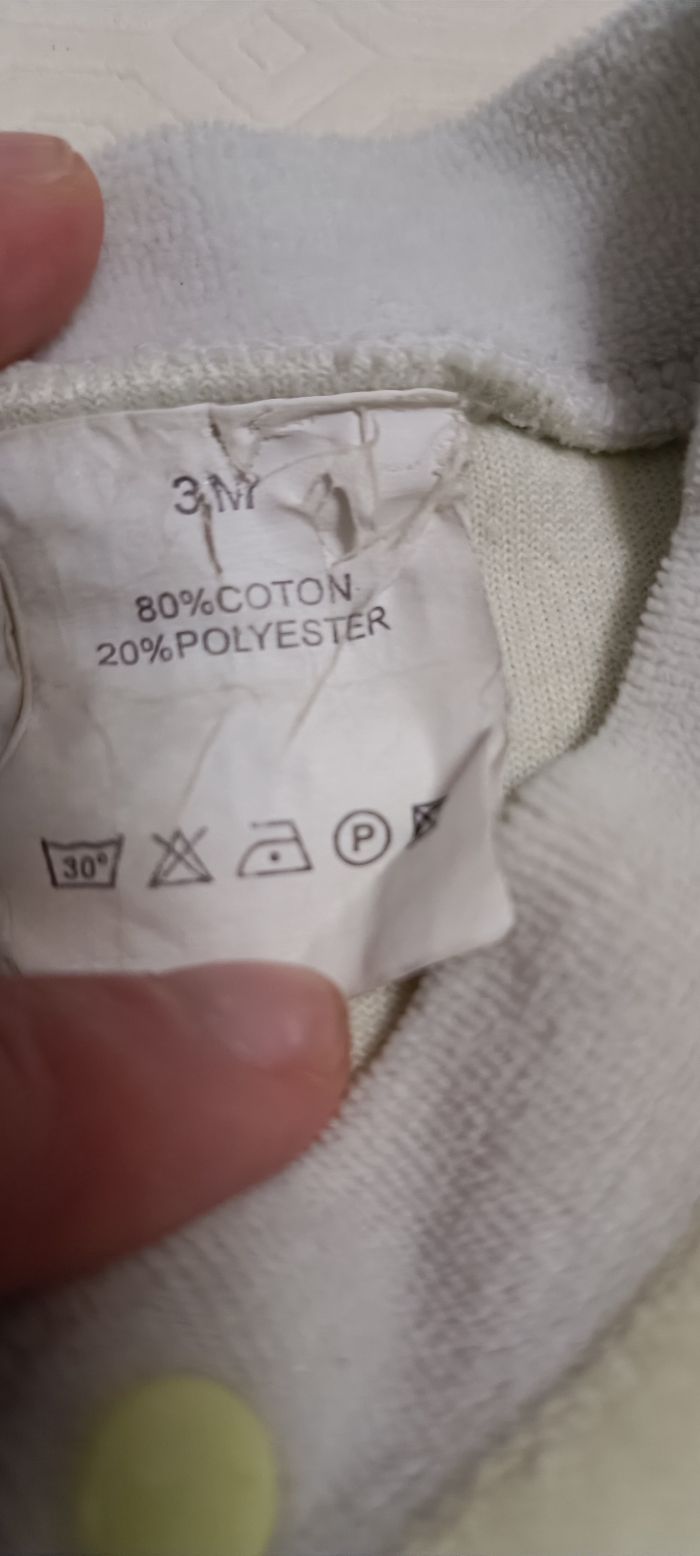 3M
80%COTON
20%POLYESTER
30° P